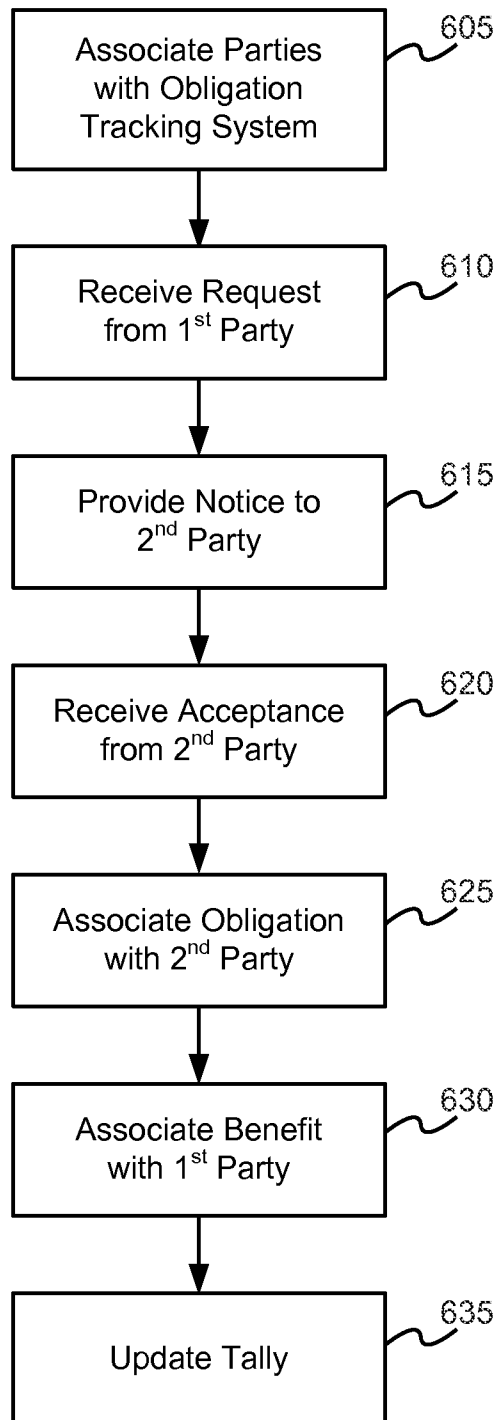 605
Associate Parties
with Obligation
Tracking System
610
Receive Request
from 1st Party
615
Provide Notice to
2nd Party
620
Receive Acceptance
from 2nd Party
625
Associate Obligation
with 2nd Party
630
Associate Benefit
with 1st Party
635
Update Tally